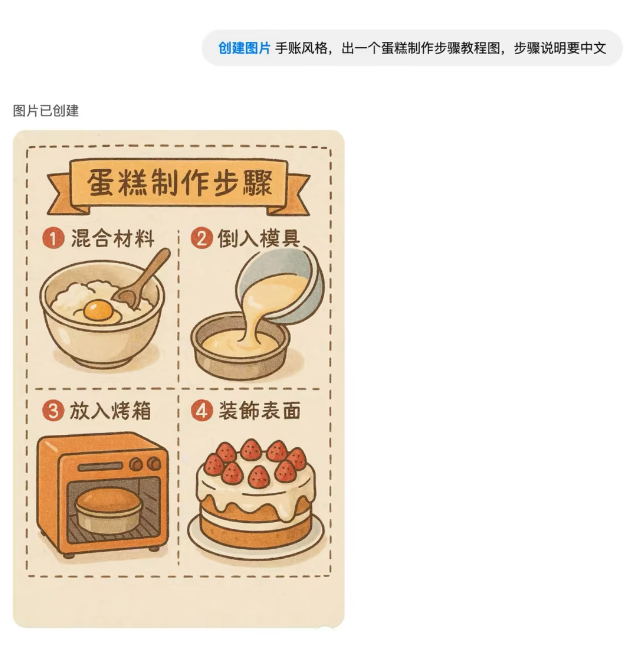 创建图片 手账风格，出一个蛋糕制作步骤教程图，步骤说明要中文
图片已创建
蛋糕制作步驟
1 混合材料
2 倒入模具
3 放入烤箱
4 装飾表面